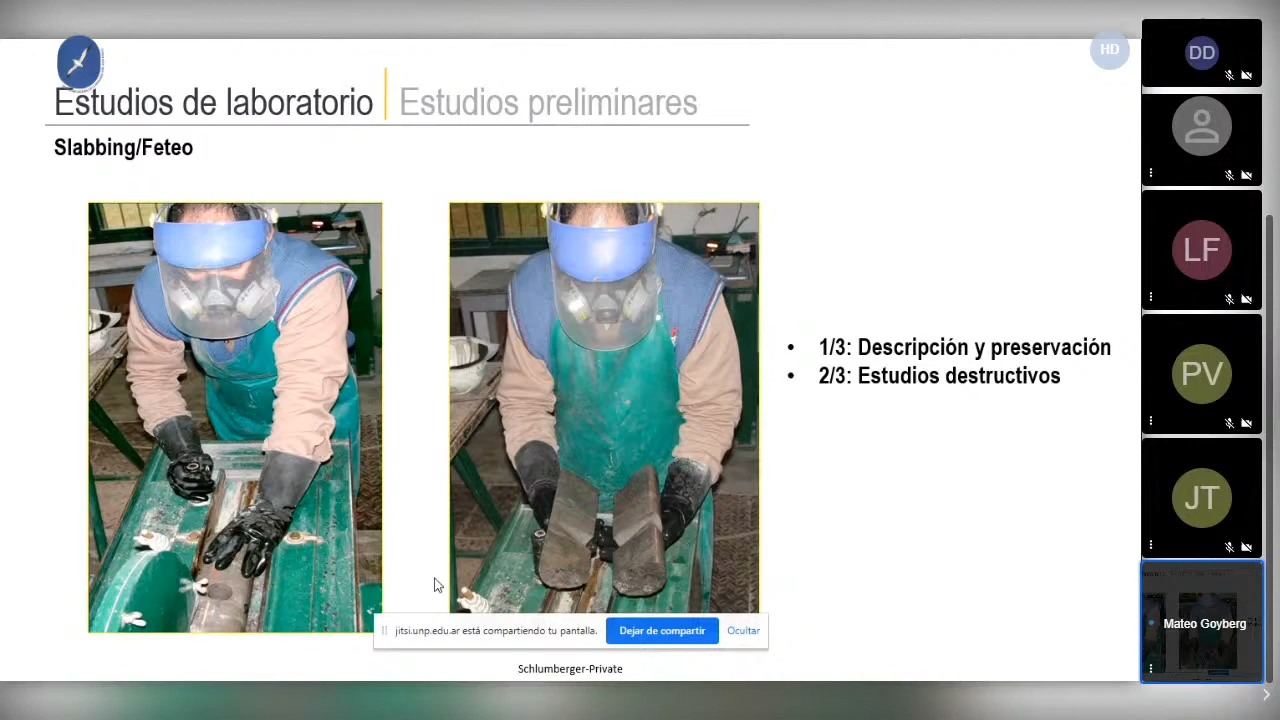 HD
DD
Estudios de laboratorio
Estudios preliminares
Slabbing/Feteo
• 1/3: Descripción y preservación
• 2/3: Estudios destructivos
LF
PV
JT
Mateo Goyberg
jitsi.unp.edu.ar está compartiendo tu pantalla.
Dejar de compartir
Ocultar
Schlumberger-Private